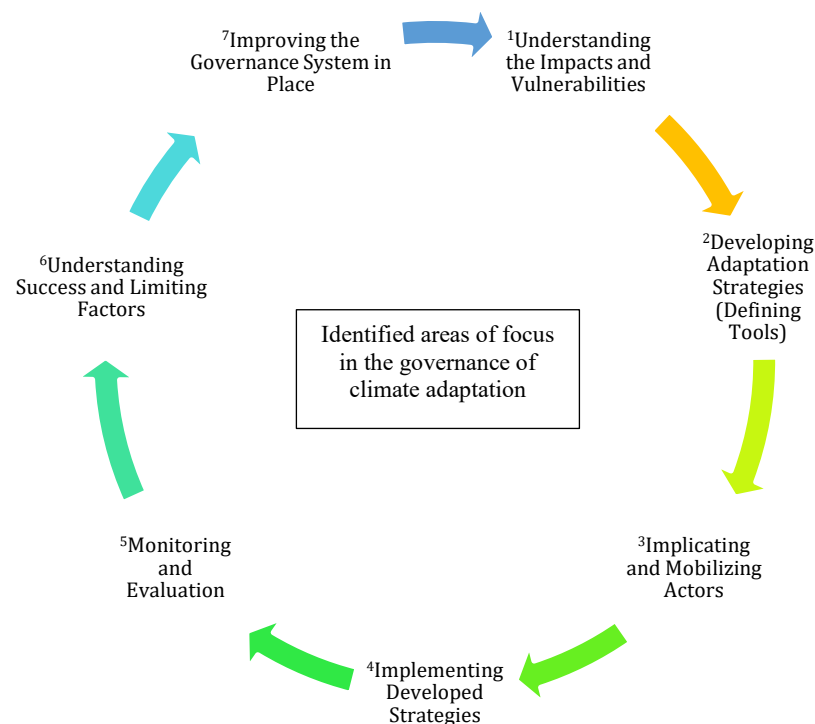 ⁷Improving the
Governance System in
Place
¹Understanding
the Impacts and
Vulnerabilities
²Developing
Adaptation
Strategies
(Defining
Tools)
³Implicating
and Mobilizing
Actors
⁴Implementing
Developed
Strategies
⁵Monitoring
and
Evaluation
⁶Understanding
Success and Limiting
Factors
Identified areas of focus
in the governance of
climate adaptation